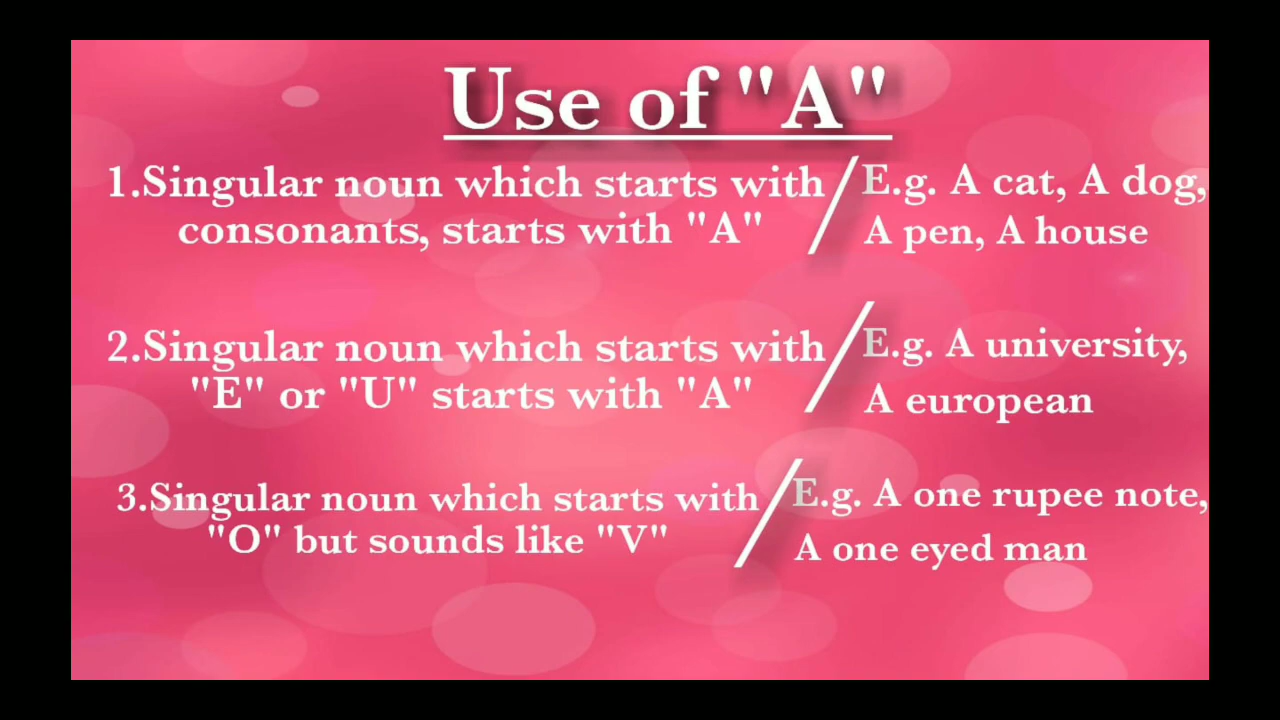 Use of "A"
1.Singular noun which starts with
consonants, starts with "A"
/
E.g. A cat, A dog,
A pen, A house
2.Singular noun which starts with
"E" or "U" starts with "A"
/
E.g. A university,
A european
3.Singular noun which starts with
"O" but sounds like "V"
/
E.g. A one rupee note,
A one eyed man